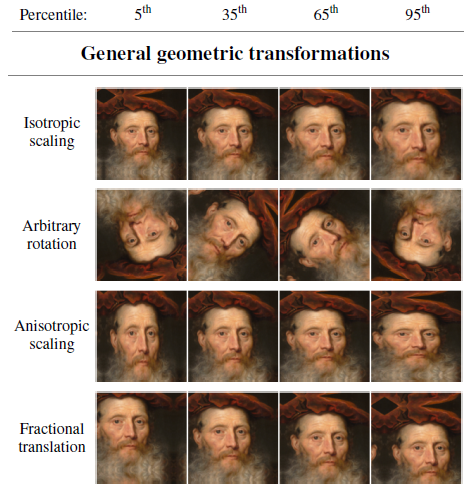 Percentile: 5th 35th 65th 95th
General geometric transformations
Isotropic
scaling
Arbitrary
rotation
Anisotropic
scaling
Fractional
translation